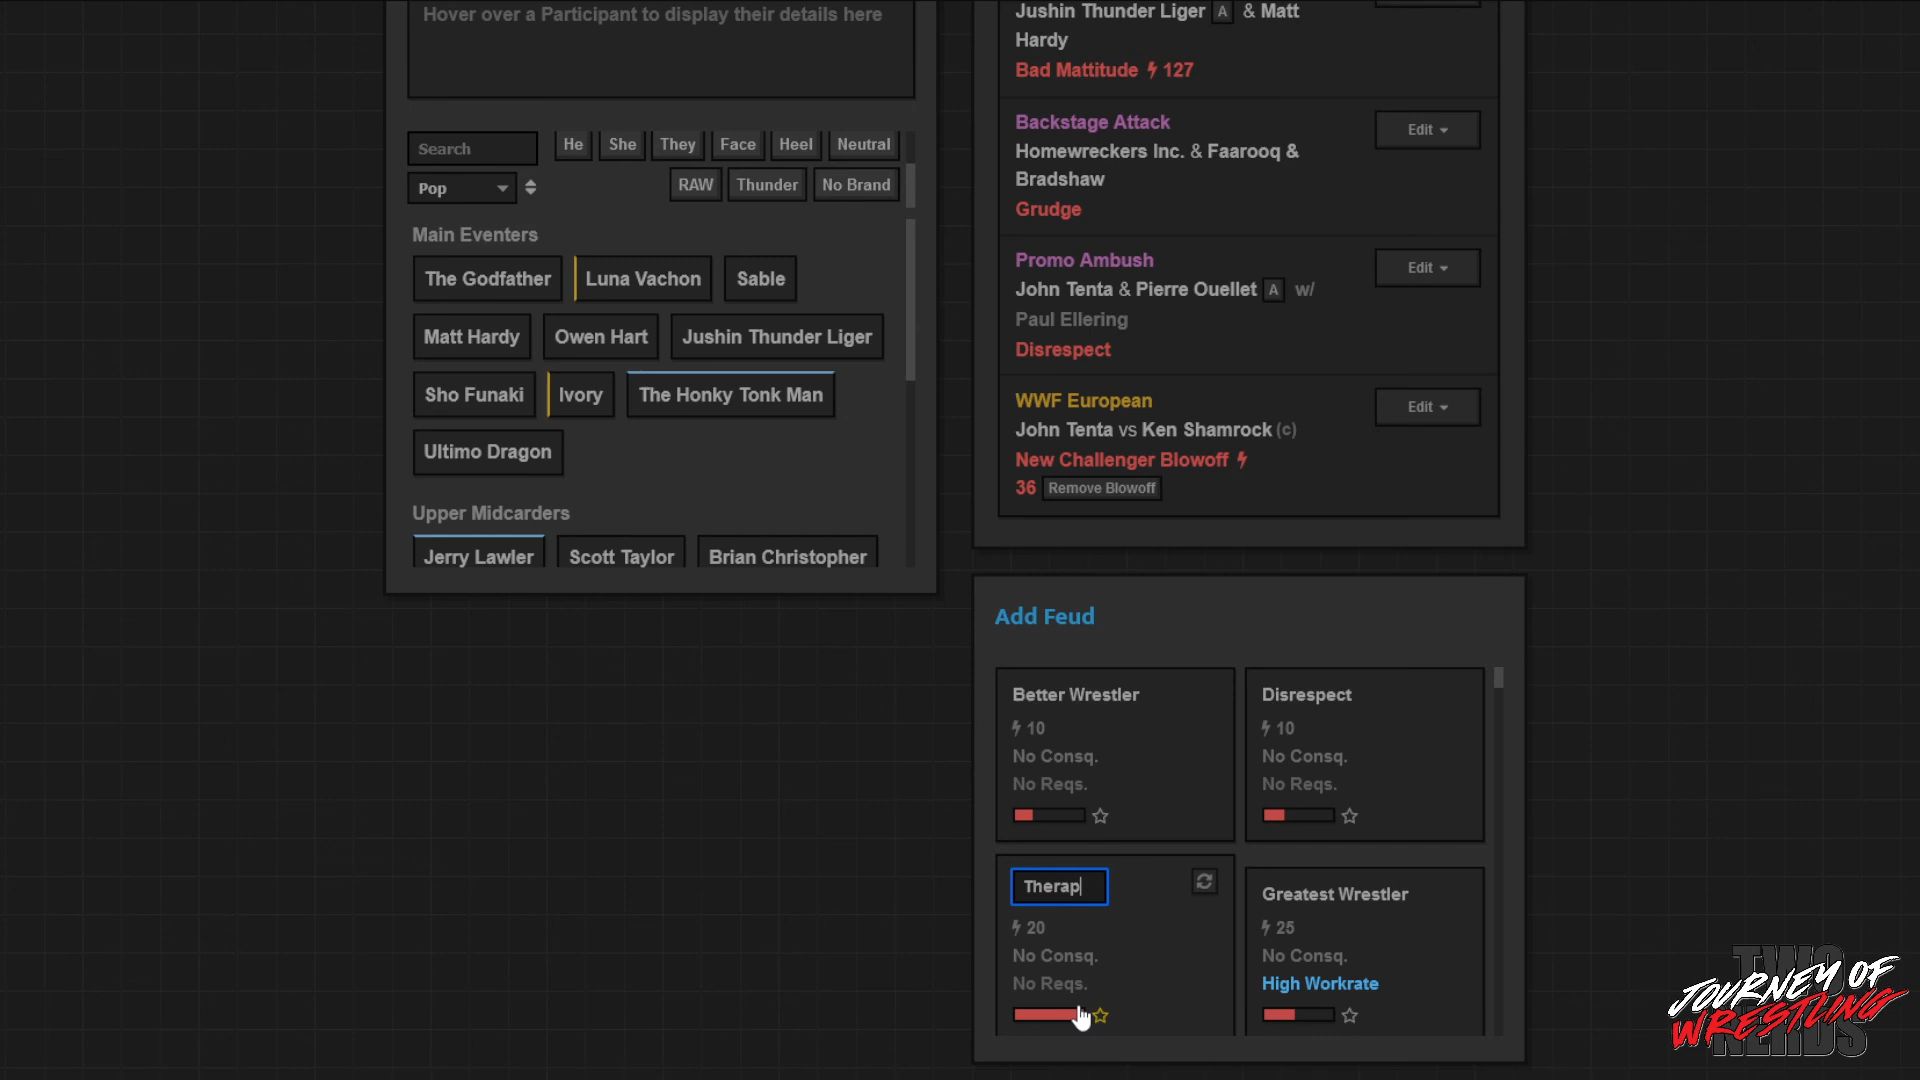 Hover over a Participant to display their details here
Search
He She They Face Heel Neutral
Pop
RAW Thunder No Brand
Main Eventers
The Godfather Luna Vachon Sable
Matt Hardy Owen Hart Jushin Thunder Liger
Sho Funaki Ivory The Honky Tonk Man
Ultimo Dragon
Upper Midcarders
Jerry Lawler Scott Taylor Brian Christopher
Jushin Thunder Liger A & Matt
Hardy
Bad Mattitude 127
Backstage Attack
Edit
Homewreckers Inc. & Faarooq &
Bradshaw
Grudge
Promo Ambush
Edit
John Tenta & Pierre Ouellet A w/
Paul Ellering
Disrespect
WWF European
Edit
John Tenta vs Ken Shamrock (c)
New Challenger Blowoff
36 Remove Blowoff
Add Feud
Better Wrestler
10
No Consq.
No Reqs.
Disrespect
10
No Consq.
No Reqs.
Therap
20
No Consq.
No Reqs.
Greatest Wrestler
25
No Consq.
High Workrate
TWO
JOURNEY OF
WRESTLING
NERDS